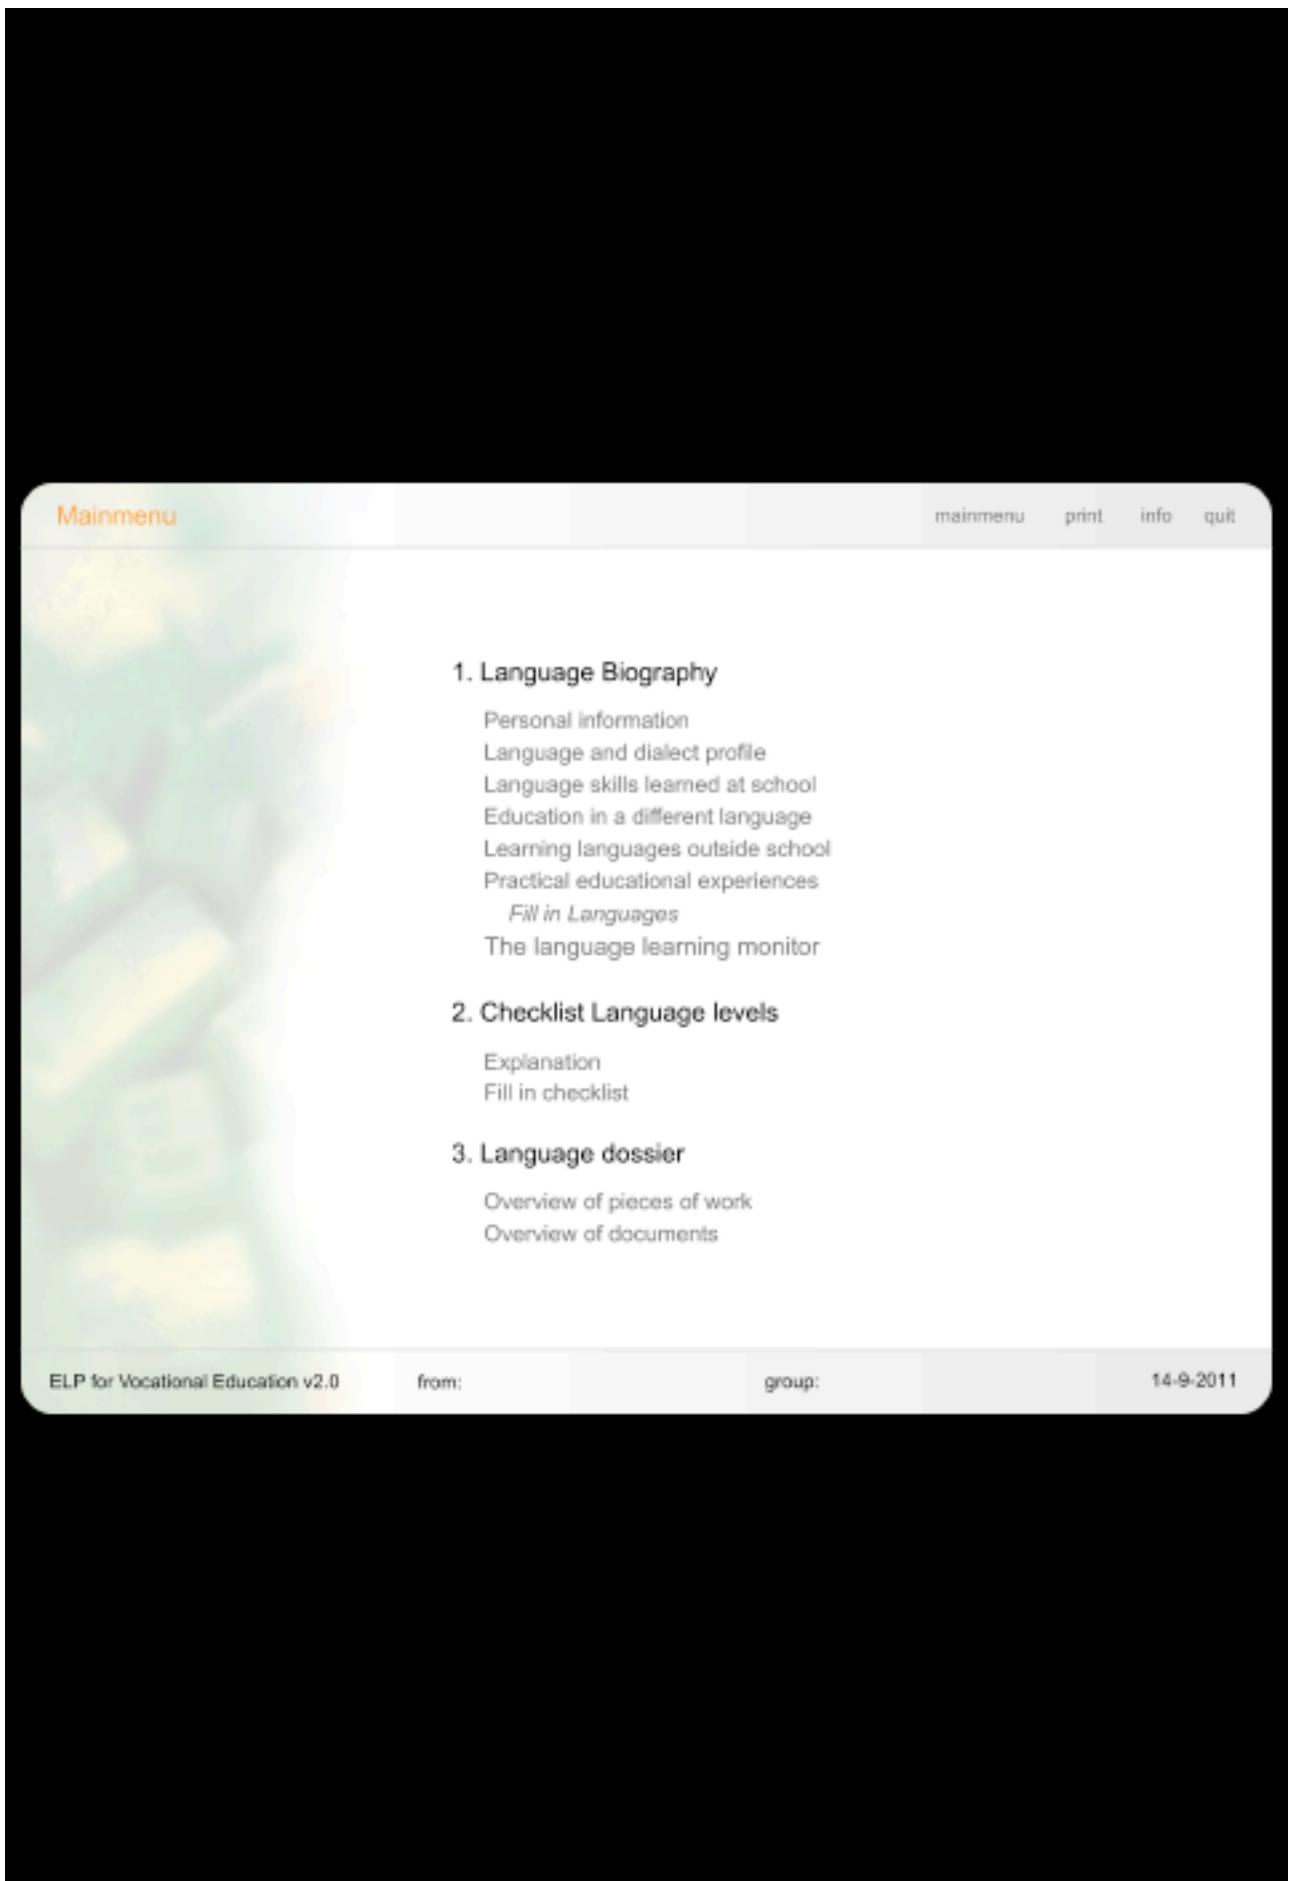 Mainmenu
mainmenu print info quit
1. Language Biography
Personal information
Language and dialect profile
Language skills learned at school
Education in a different language
Learning languages outside school
Practical educational experiences
Fill in Languages
The language learning monitor
2. Checklist Language levels
Explanation
Fill in checklist
3. Language dossier
Overview of pieces of work
Overview of documents
ELP for Vocational Education v2.0 from: group: 14-9-2011